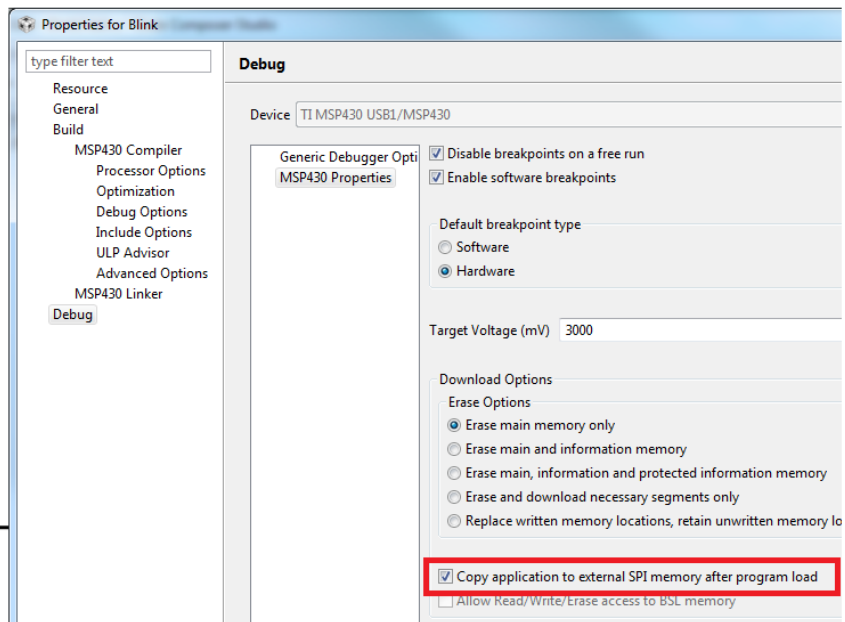 Properties for Blink
type filter text
Resource
General
Build
MSP430 Compiler
Processor Options
Optimization
Debug Options
Include Options
ULP Advisor
Advanced Options
MSP430 Linker
Debug
Debug
Device TI MSP430 USB1/MSP430
Generic Debugger Opti
MSP430 Properties
Disable breakpoints on a free run
Enable software breakpoints
Default breakpoint type
Software
Hardware
Target Voltage (mV) 3000
Download Options
Erase Options
Erase main memory only
Erase main and information memory
Erase main, information and protected information memory
Erase and download necessary segments only
Replace written memory locations, retain unwritten memory lo
Copy application to external SPI memory after program load
Allow Read/Write/Erase access to BSL memory